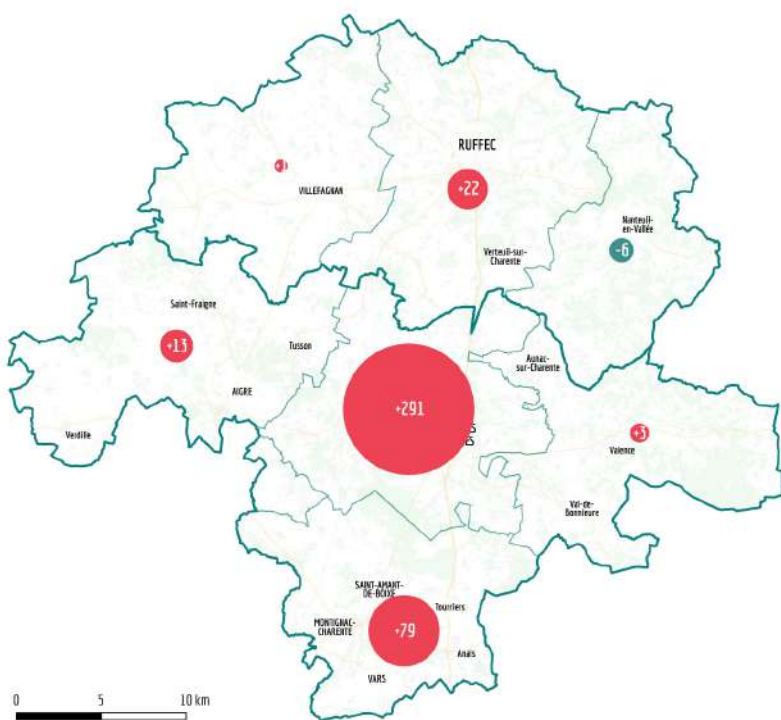 RUFFEC
+22
VILLEFAGNAN
Nanteuil-
en-Vallée
-6
Verteuil-sur-
Charente
Saint-Fraigne
+13
Tusson
AIGRE
Verdille
Aunac-
sur-Charente
+291
+3
Valence
Val-de-
Bonnieure
SAINT-AMANT-
DE-BOIXE
Tourriers
+79
MONTIGNAC-
CHARENTE
Anais
VARS
0 5 10 km